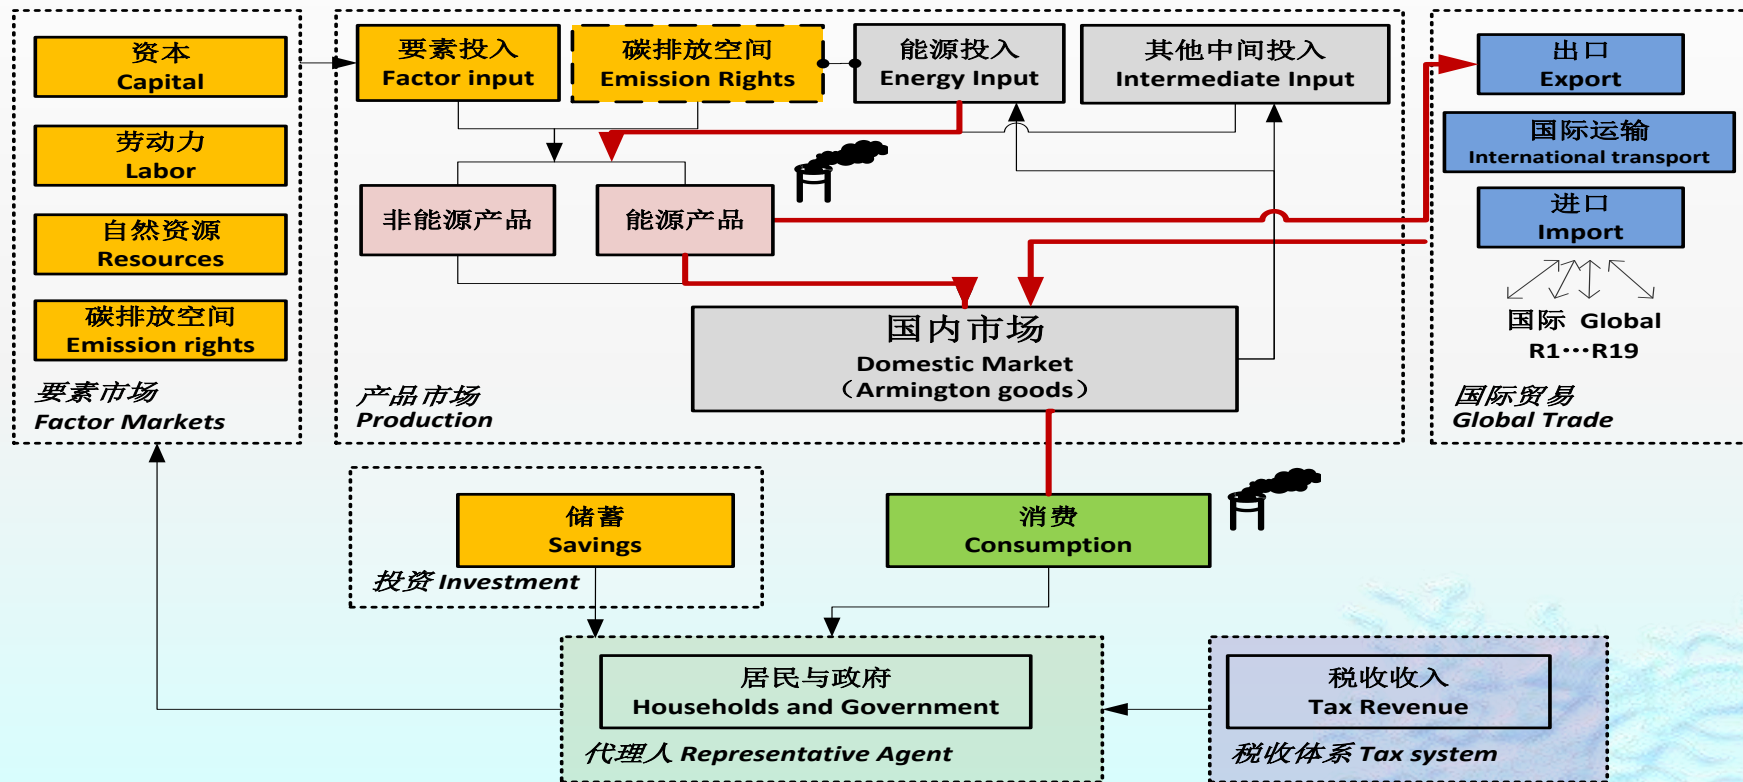 资本
Capital
劳动力
Labor
自然资源
Resources
碳排放空间
Emission rights
要素市场
Factor Markets
要素投入
Factor input
碳排放空间
Emission Rights
能源投入
Energy Input
其他中间投入
Intermediate Input
非能源产品
能源产品
国内市场
Domestic Market
（Armington goods）
产品市场
Production
出口
Export
国际运输
International transport
进口
Import
国际 Global
R1…R19
国际贸易
Global Trade
储蓄
Savings
投资 Investment
消费
Consumption
居民与政府
Households and Government
代理人 Representative Agent
税收收入
Tax Revenue
税收体系 Tax system